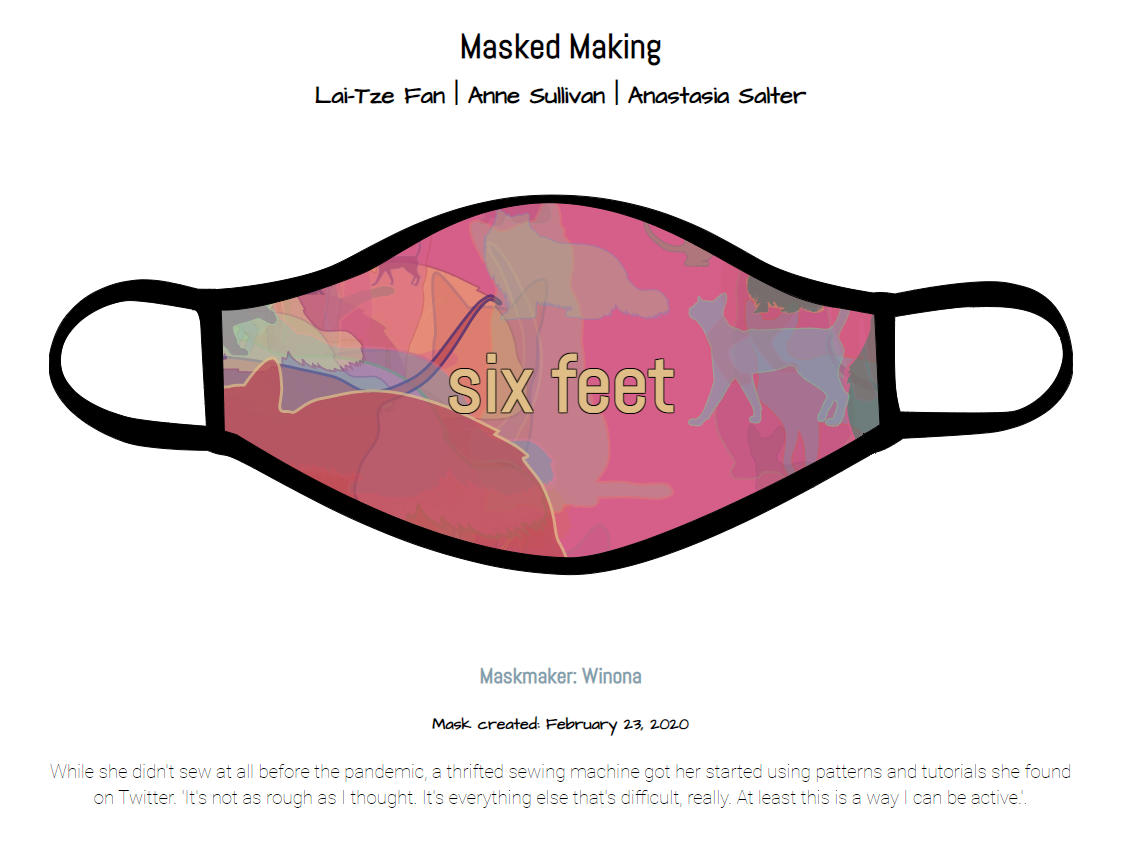 Masked Making
Lai-Tze Fan | Anne Sullivan | Anastasia Salter
six feet
Maskmaker: Winona
Mask created: February 23, 2020
While she didn't sew at all before the pandemic, a thrifted sewing machine got her started using patterns and tutorials she found
on Twitter. 'It's not as rough as I thought. It's everything else that's difficult, really. At least this is a way I can be active.'.